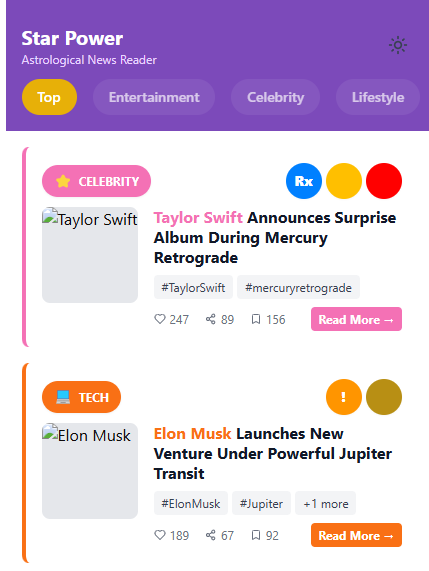 Star Power
Astrological News Reader
Top Entertainment Celebrity Lifestyle
CELEBRITY Rx
Taylor Swift
Taylor Swift Announces Surprise
Album During Mercury
Retrograde
#TaylorSwift #mercuryretrograde
247 89 156 Read More →
TECH !
Elon Musk
Elon Musk Launches New
Venture Under Powerful Jupiter
Transit
#ElonMusk #Jupiter +1 more
189 67 92 Read More →